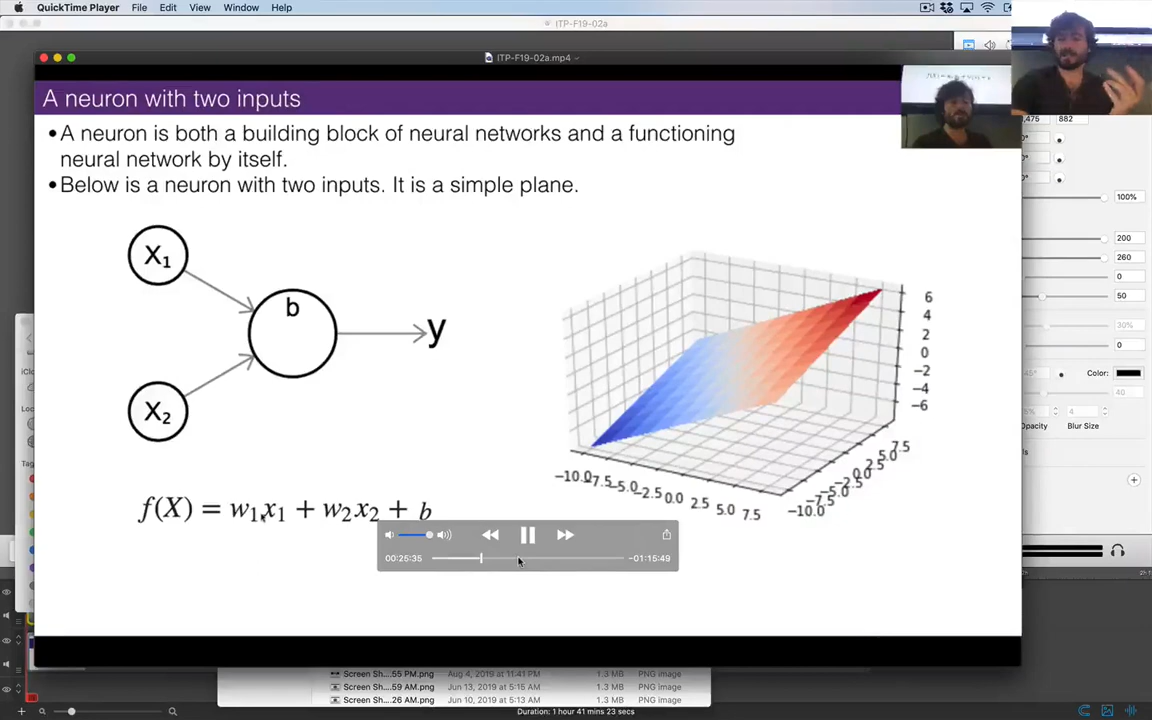 QuickTime Player File Edit View Window Help
ITP-F19-02a
ITP-F19-02a.mp4
A neuron with two inputs
•A neuron is both a building block of neural networks and a functioning
neural network by itself.
•Below is a neuron with two inputs. It is a simple plane.
X₁
b
y
X₂
f(X) = w₁x₁ + w₂x₂ + b
6
4
2
0
−2
−4
−6
−10.0 −7.5 −5.0 −2.5 0.0 2.5 5.0 7.5
−10.0 −7.5 −5.0 −2.5 0.0 2.5 5.0 7.5
00:25:35
−01:15:49
882
100%
200
260
0
50
30%
0
Color:
40
4
Opacity Blur Size
Screen Sh....55 PM.png Aug 4, 2019 at 11:41 PM 1.3 MB PNG image
Screen Sh....59 AM.png Jun 13, 2019 at 5:15 AM 1.3 MB PNG image
Screen Sh....26 AM.png Jun 10, 2019 at 5:13 AM 1.3 MB PNG image
Duration: 1 hour 41 mins 23 secs